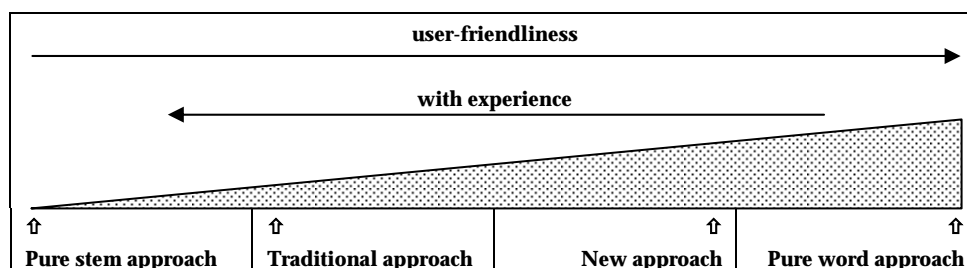 user-friendliness
with experience
Pure stem approach Traditional approach New approach Pure word approach